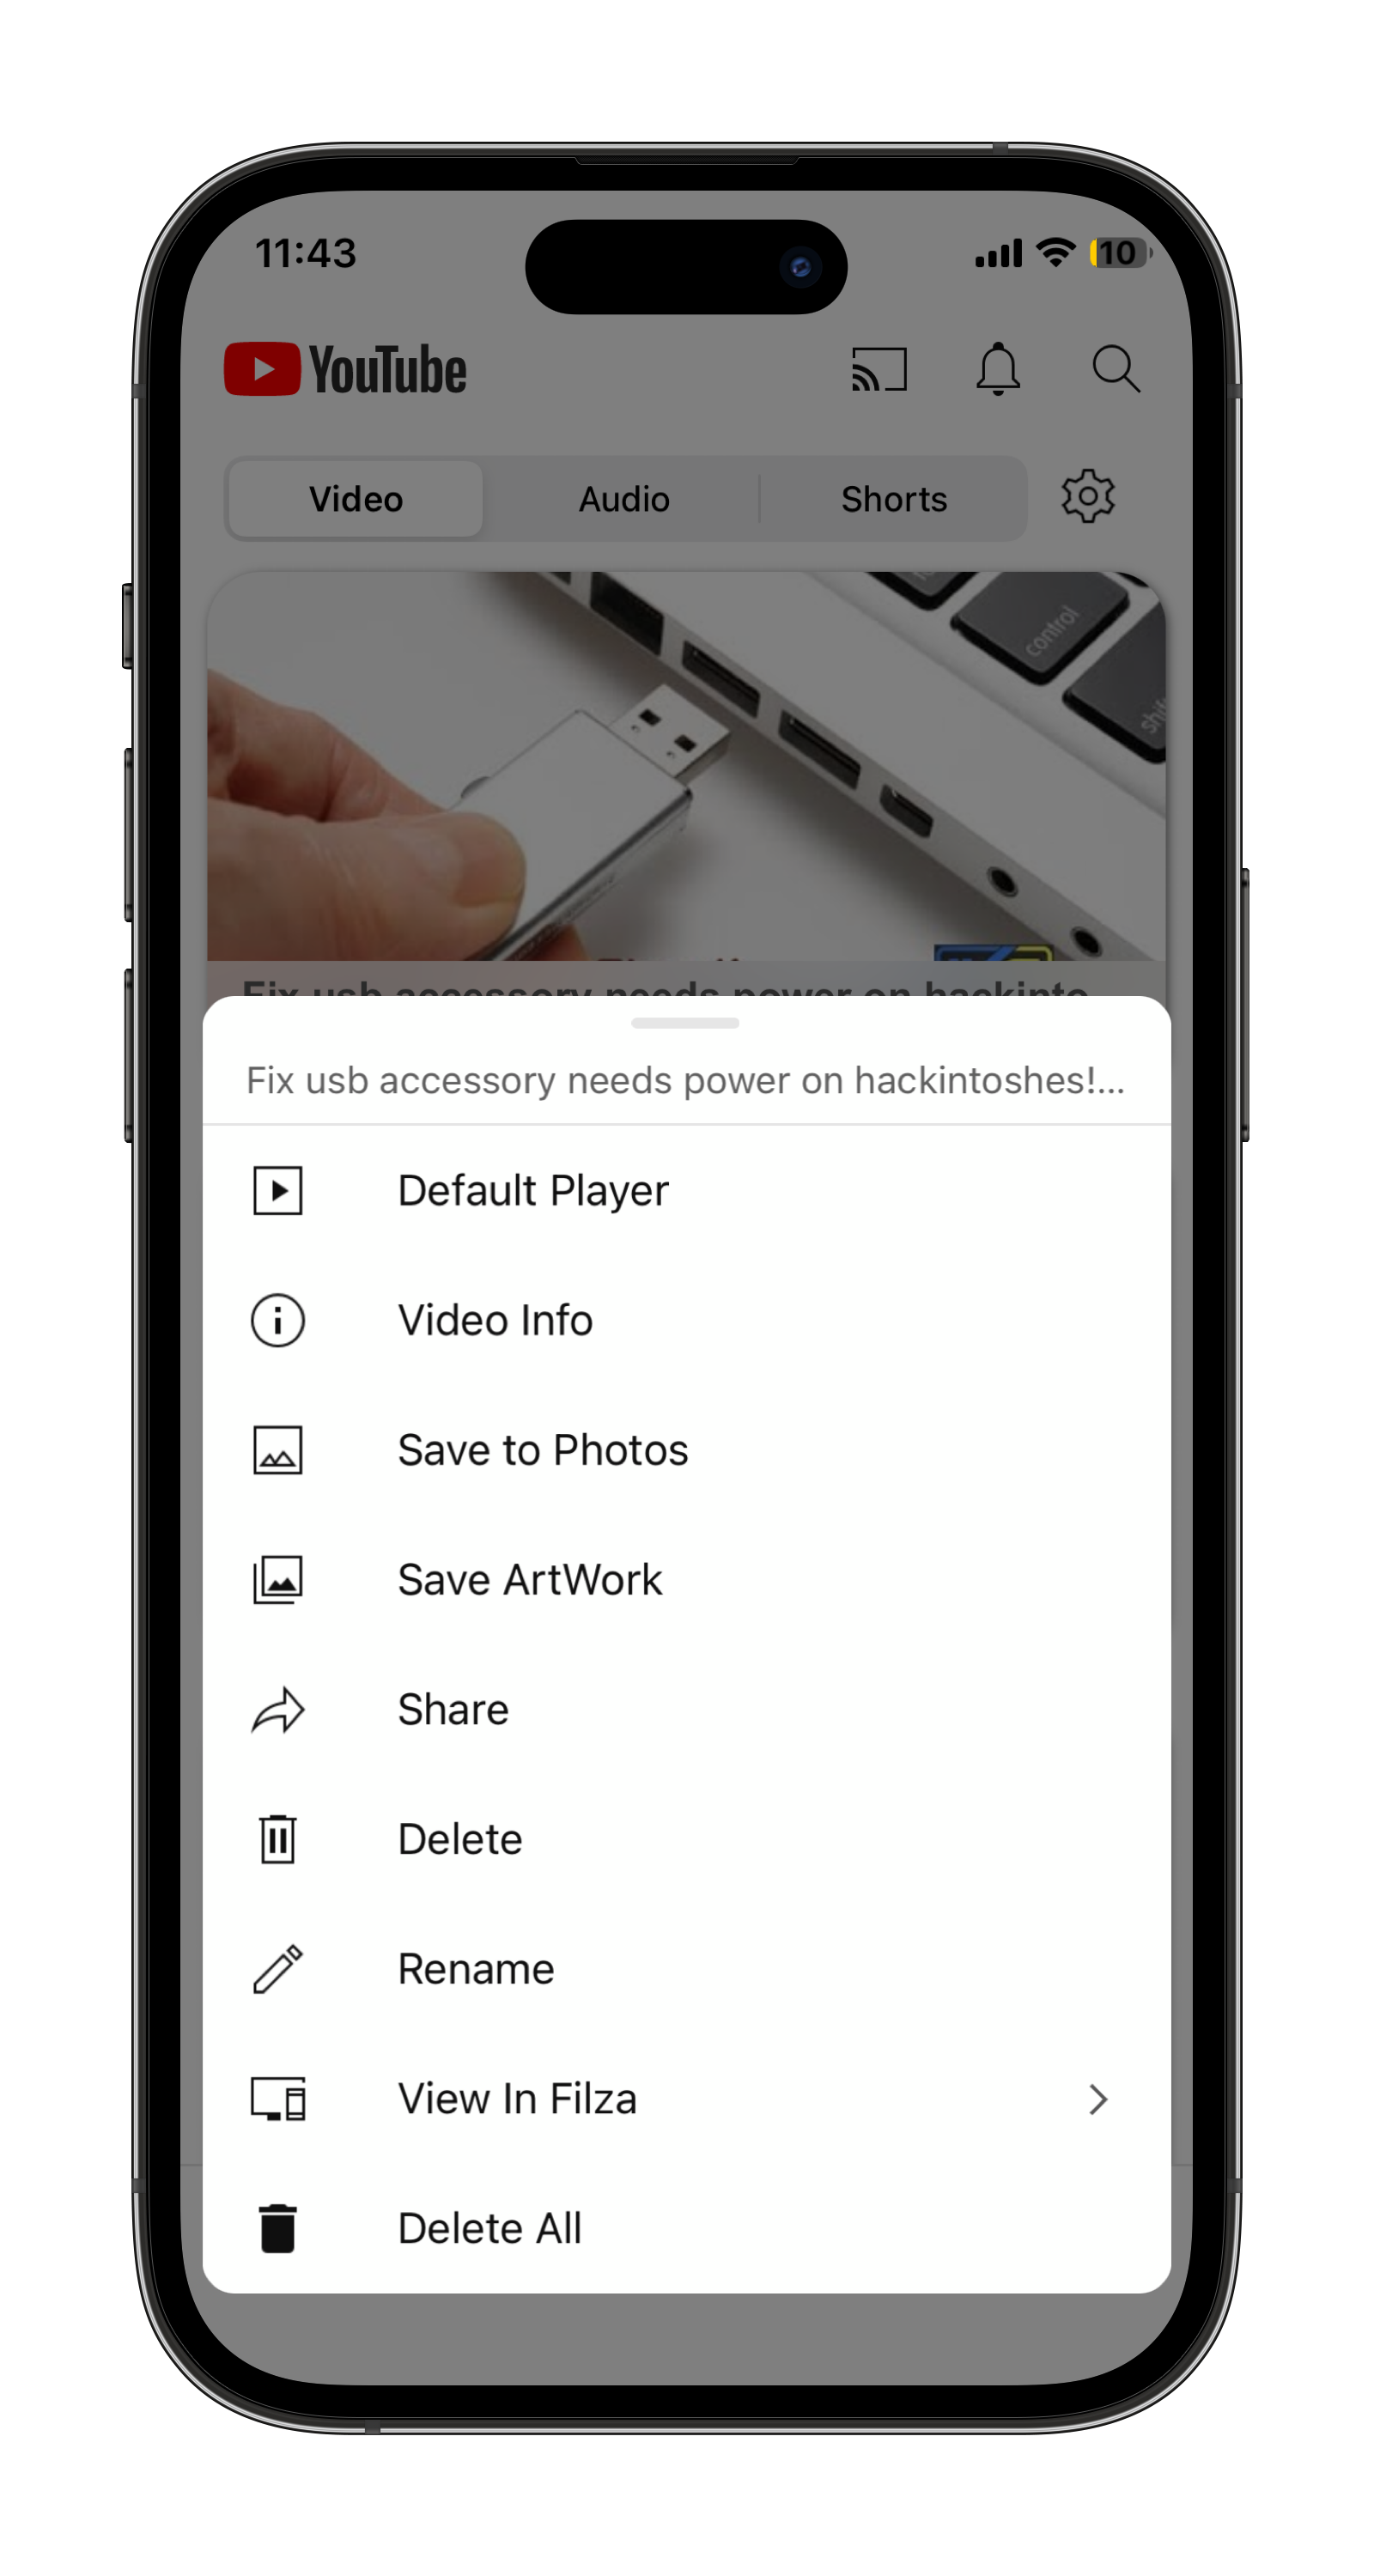 11:43
10
YouTube
Video
Audio
Shorts
control
Fix usb accessory needs power on hackinto
Fix usb accessory needs power on hackintoshes!...
Default Player
Video Info
Save to Photos
Save ArtWork
Share
Delete
Rename
View In Filza
Delete All